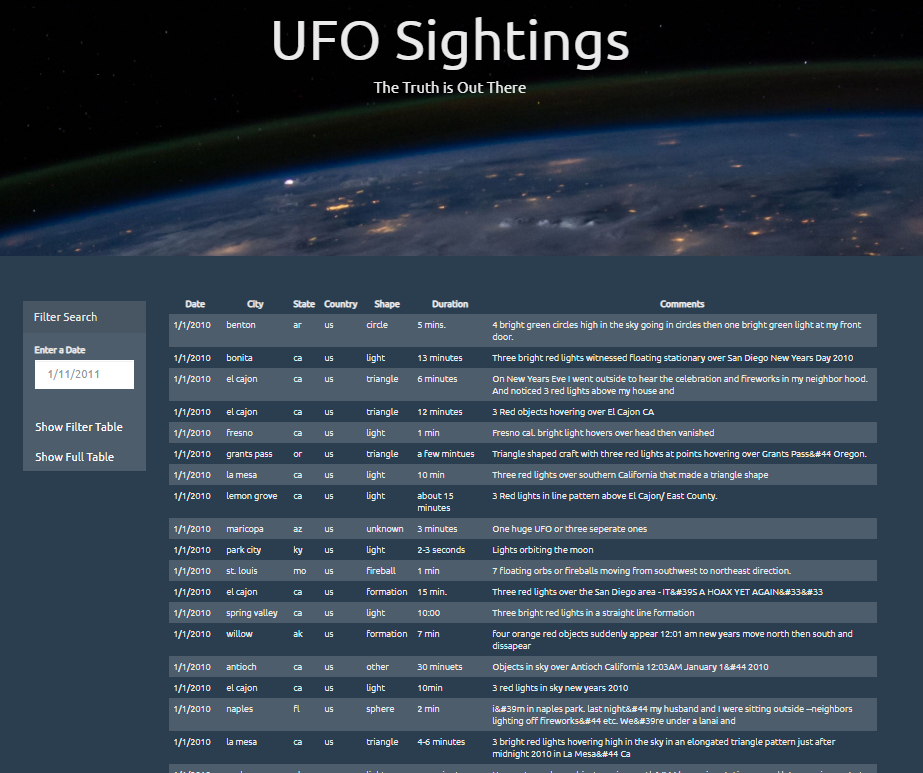 UFO Sightings
The Truth is Out There
Filter Search
Enter a Date
1/11/2011
Show Filter Table
Show Full Table
Date City State Country Shape Duration Comments
1/1/2010 benton ar us circle 5 mins. 4 bright green circles high in the sky going in circles then one bright green light at my front
door.
1/1/2010 bonita ca us light 13 minutes Three bright red lights witnessed floating stationary over San Diego New Years Day 2010
1/1/2010 el cajon ca us triangle 6 minutes On New Years Eve I went outside to hear the celebration and fireworks in my neighbor hood.
And noticed 3 red lights above my house and
1/1/2010 el cajon ca us triangle 12 minutes 3 Red objects hovering over El Cajon CA
1/1/2010 fresno ca us light 1 min Fresno cal. bright light hovers over head then vanished
1/1/2010 grants pass or us triangle a few mintues Triangle shaped craft with three red lights at points hovering over Grants Pass&#44 Oregon.
1/1/2010 la mesa ca us light 10 min Three red lights over southern California that made a triangle shape
1/1/2010 lemon grove ca us light about 15 3 Red lights in line pattern above El Cajon/ East County.
minutes
1/1/2010 maricopa az us unknown 3 minutes One huge UFO or three seperate ones
1/1/2010 park city ky us light 2-3 seconds Lights orbiting the moon
1/1/2010 st. louis mo us fireball 1 min 7 floating orbs or fireballs moving from southwest to northeast direction.
1/1/2010 el cajon ca us formation 15 min. Three red lights over the San Diego area - IT&#39S A HOAX YET AGAIN&#33&#33
1/1/2010 spring valley ca us light 10:00 Three bright red lights in a straight line formation
1/1/2010 willow ak us formation 7 min four orange red objects suddenly appear 12:01 am new years move north then south and
dissapear
1/1/2010 antioch ca us other 30 minuets Objects in sky over Antioch California 12:03AM January 1&#44 2010
1/1/2010 el cajon ca us light 10min 3 red lights in sky new years 2010
1/1/2010 naples fl us sphere 2 min i&#39m in naples park. last night&#44 my husband and I were sitting outside --neighbors
lighting off fireworks&#44 etc. We&#39re under a lanai and
1/1/2010 la mesa ca us triangle 4-6 minutes 3 bright red lights hovering high in the sky in an elongated triangle pattern just after
midnight 2010 in La Mesa&#44 Ca